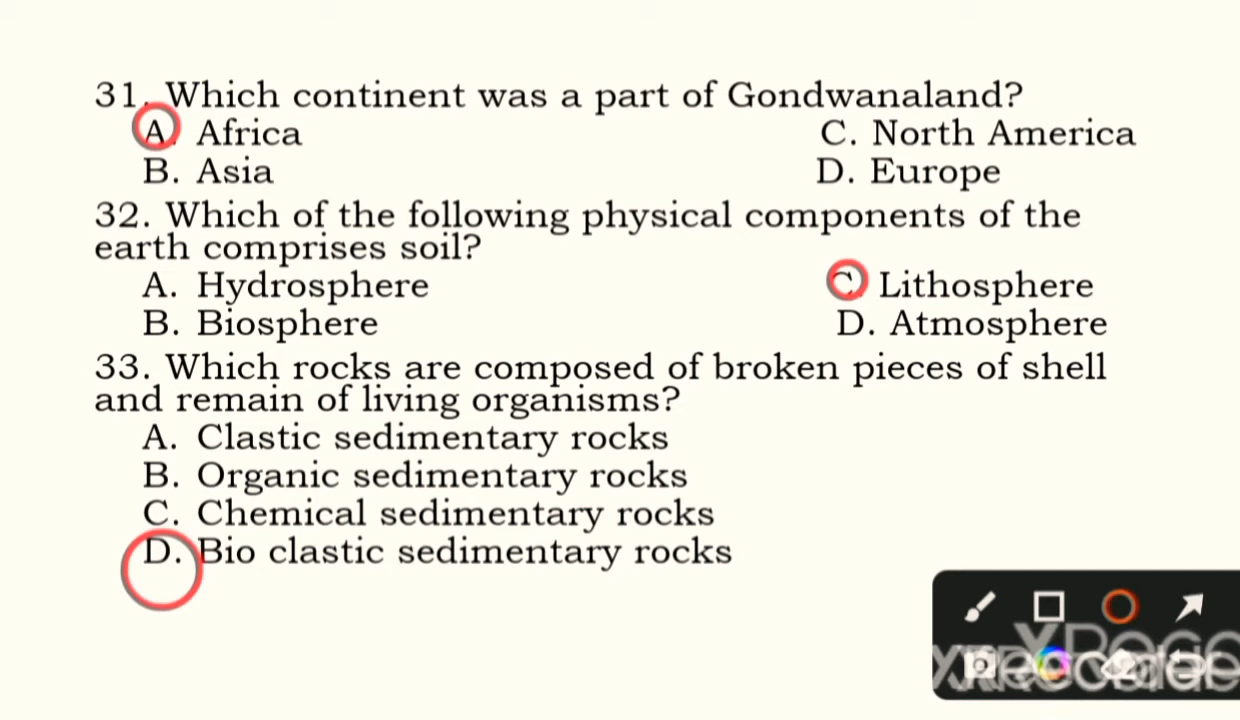 31. Which continent was a part of Gondwanaland?
A. Africa
C. North America
B. Asia
D. Europe
32. Which of the following physical components of the
earth comprises soil?
A. Hydrosphere
C. Lithosphere
B. Biosphere
D. Atmosphere
33. Which rocks are composed of broken pieces of shell
and remain of living organisms?
A. Clastic sedimentary rocks
B. Organic sedimentary rocks
C. Chemical sedimentary rocks
D. Bio clastic sedimentary rocks